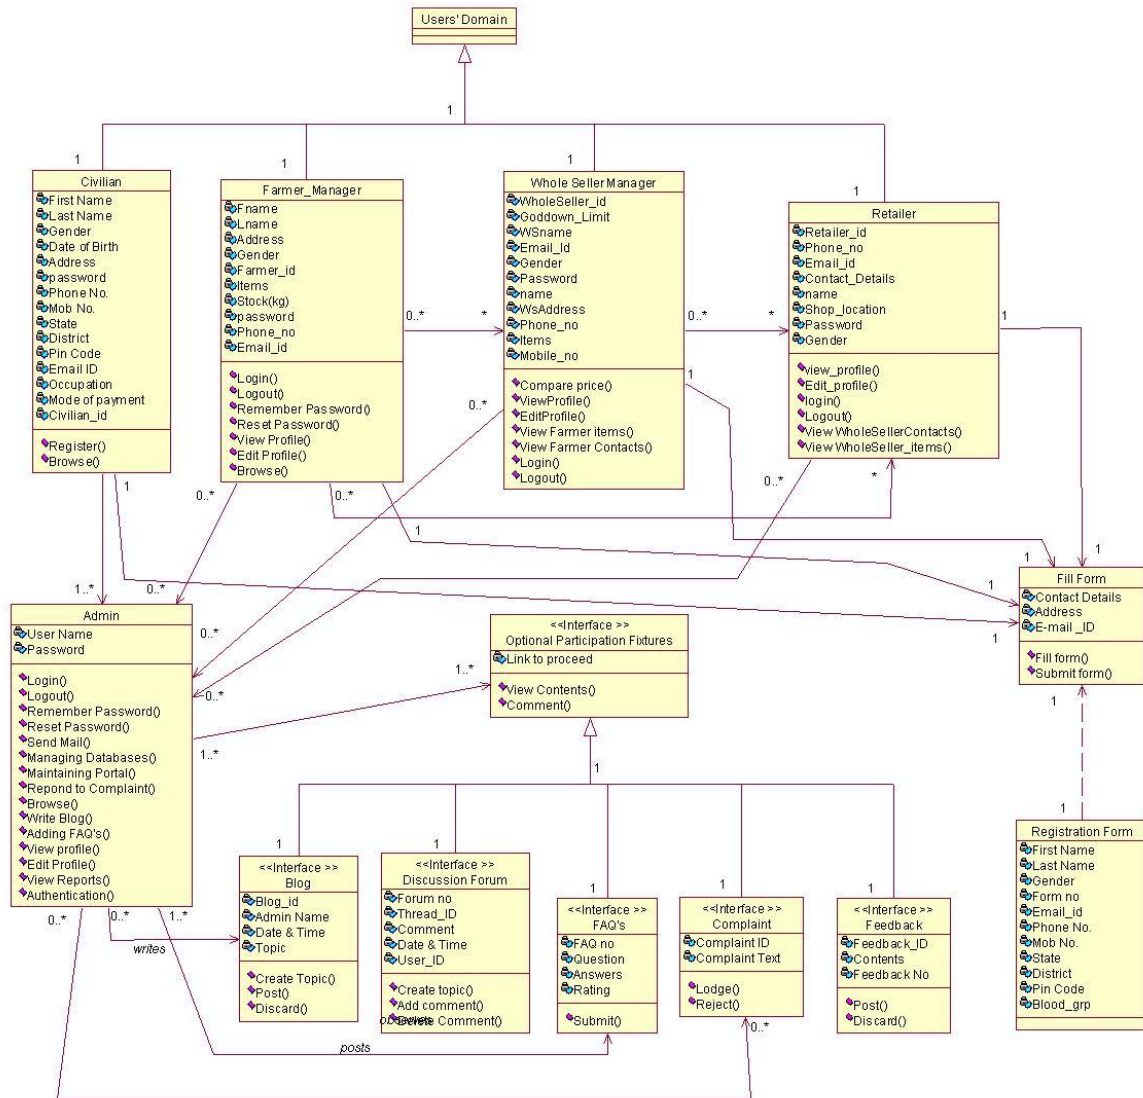 Users' Domain
1
1
1
1
1
Civilian
First Name
Last Name
Gender
Date of Birth
Address
password
Phone No.
Mob No.
State
District
Pin Code
Email ID
Occupation
Mode of payment
Civilian_id
Register()
Browse()
Farmer_Manager
Fname
Lname
Address
Gender
Farmer_id
Items
Stock(kg)
password
Phone_no
Email_id
Login()
Logout()
Remember Password()
Reset Password()
View Profile()
Edit Profile()
Browse()
0..*
*
Whole Seller Manager
WholeSeller_id
Goddown_Limit
WSname
Email_Id
Gender
Password
name
WsAddress
Phone_no
Items
Mobile_no
Compare price()
ViewProfile()
EditProfile()
View Farmer items()
View Farmer Contacts()
Login()
Logout()
0..*
*
Retailer
Retailer_id
Phone_no
Email_id
Contact_Details
name
Shop_location
Password
Gender
view_profile()
Edit_profile()
login()
Logout()
View WholeSellerContacts()
View WholeSeller_items()
1
1
0..*
1
0..*
0..*
*
0..*
1
1..*
0..*
0..*
0..*
1
1
1
Admin
User Name
Password
Login()
Logout()
Remember Password()
Reset Password()
Send Mail()
Managing Databases()
Maintaining Portal()
Repond to Complaint()
Browse()
Write Blog()
Adding FAQ's()
View profile()
Edit Profile()
View Reports()
Authentication()
1..*
1..*
<<Interface >>
Optional Participation Fixtures
Link to proceed
View Contents()
Comment()
1
Fill Form
Contact Details
Address
E-mail _ID
Fill form()
Submit form()
1
1
Registration Form
First Name
Last Name
Gender
Form no
Email_id
Phone No.
Mob No.
State
District
Pin Code
Blood_grp
1
1
1
1
1
0..*
0..*
1..*
writes
<<Interface >>
Blog
Blog_id
Admin Name
Date & Time
Topic
Create Topic()
Post()
Discard()
<<Interface >>
Discussion Forum
Forum no
Thread_ID
Comment
Date & Time
User_ID
Create topic()
Add comment()
Comment()
<<Interface >>
FAQ's
FAQ no
Question
Answers
Rating
Submit()
<<Interface >>
Complaint
Complaint ID
Complaint Text
Lodge()
Reject()
0..*
<<Interface >>
Feedback
Feedback_ID
Contents
Feedback No
Post()
Discard()
posts